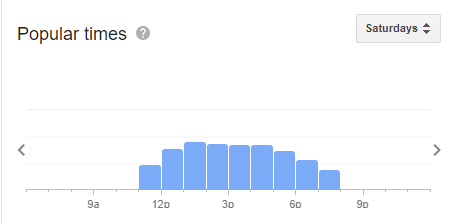 Popular times ?
Saturdays
9a 12p 3p 6p 9p